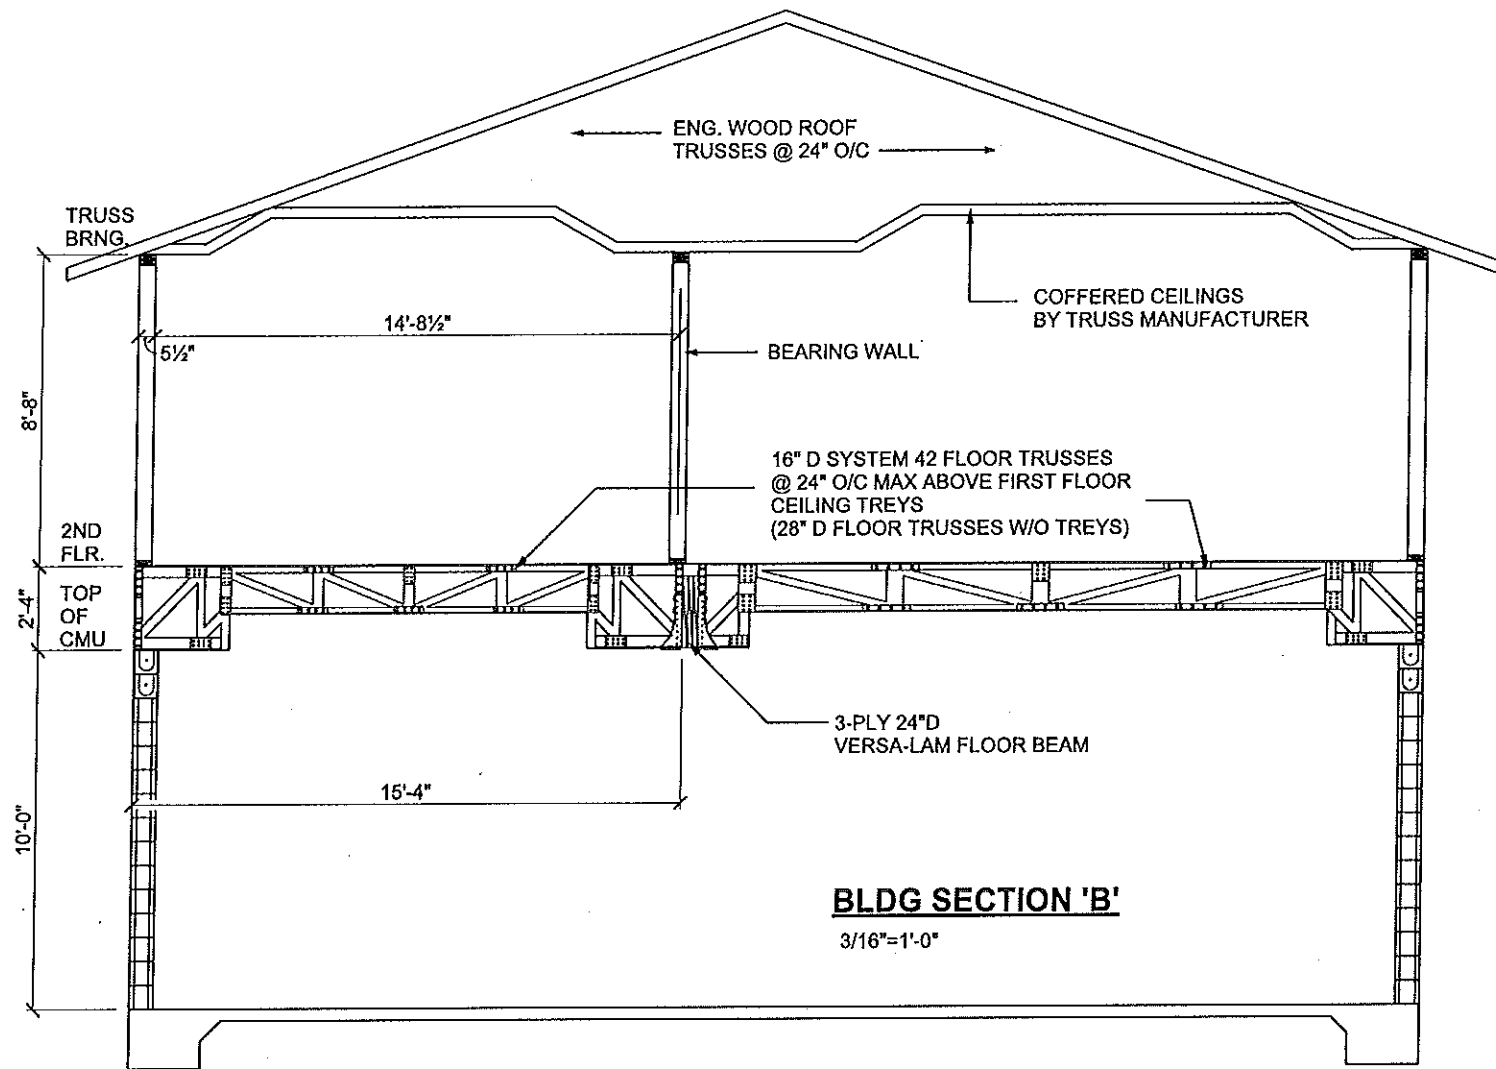 ENG. WOOD ROOF
TRUSSES @ 24" O/C
TRUSS
BRNG.
COFFERED CEILINGS
BY TRUSS MANUFACTURER
14'-8½"
5½"
BEARING WALL
8'-8"
16" D SYSTEM 42 FLOOR TRUSSES
@ 24" O/C MAX ABOVE FIRST FLOOR
CEILING TREYS
(28" D FLOOR TRUSSES W/O TREYS)
2ND
FLR.
2'-4"
TOP
OF
CMU
3-PLY 24"D
VERSA-LAM FLOOR BEAM
15'-4"
10'-0"
BLDG SECTION 'B'
3/16"=1'-0"